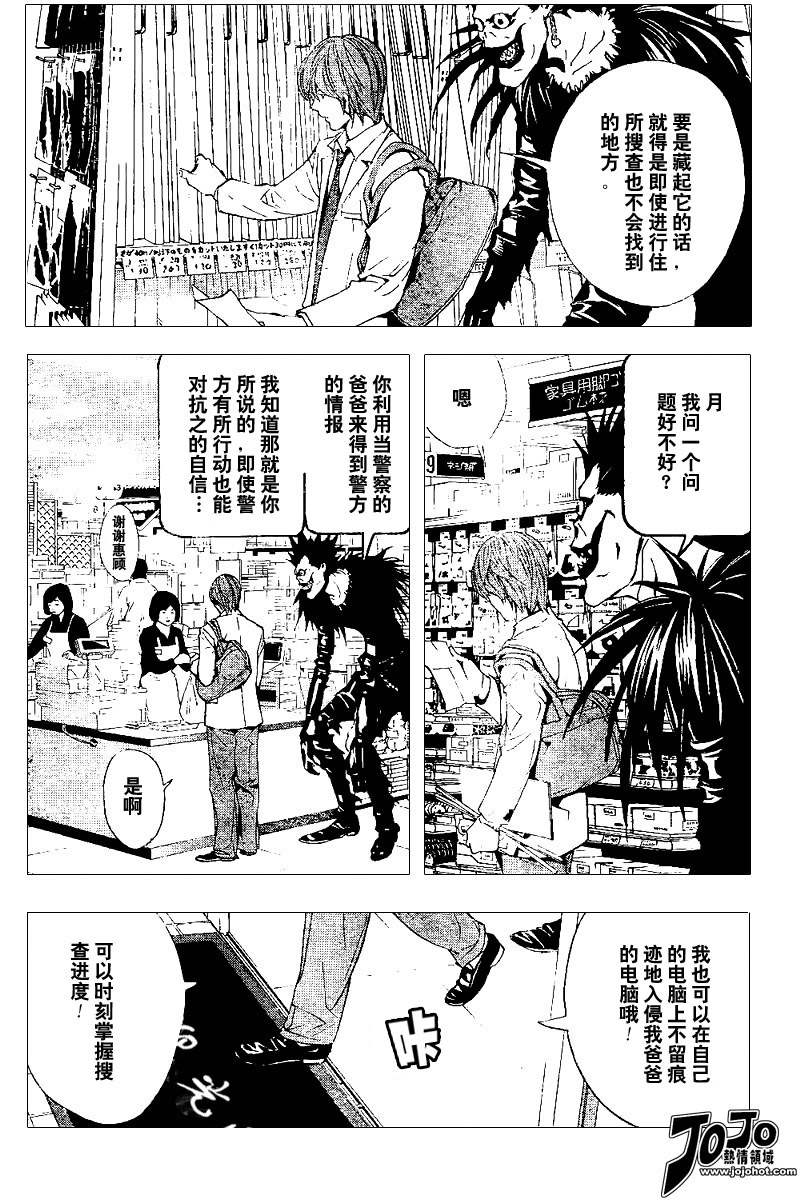 要是藏起它的话，
就得是即使进行住
所搜查也不会找到
的地方。
月
我问一个问
题好不好？
嗯
家具用脚ゴ
ゴム松
9
你利用当警察的
爸爸来得到警方
的情报
我知道那就是你
所说的，即使警
方有所行动也能
对抗之的自信…
谢谢惠顾
是啊
我也可以在自己
的电脑上不留痕
迹地入侵我爸爸
的电脑哦！
咔
可以时刻掌握搜
查进度！
JOJO
熱情領域
www.jojohot.com